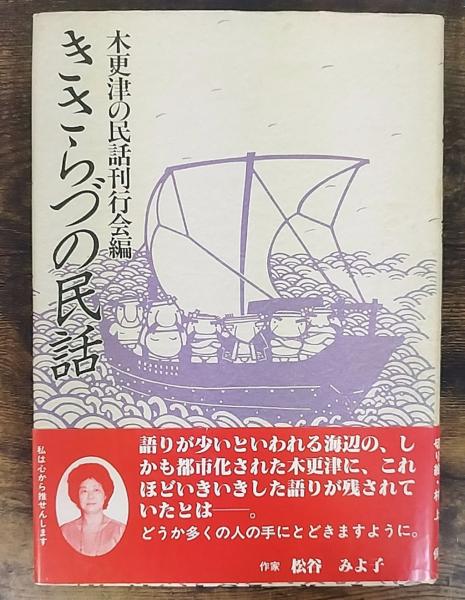 木更津の民話刊行会編
きさらづの民話
語りが少いといわれる海辺の、し
かも都市化された木更津に、これ
ほどいきいきした語りが残されて
いたとは――。
どうか多くの人の手にとどきますように。
作家 松谷 みよ子
私は心から推せんします
切り絵・村上